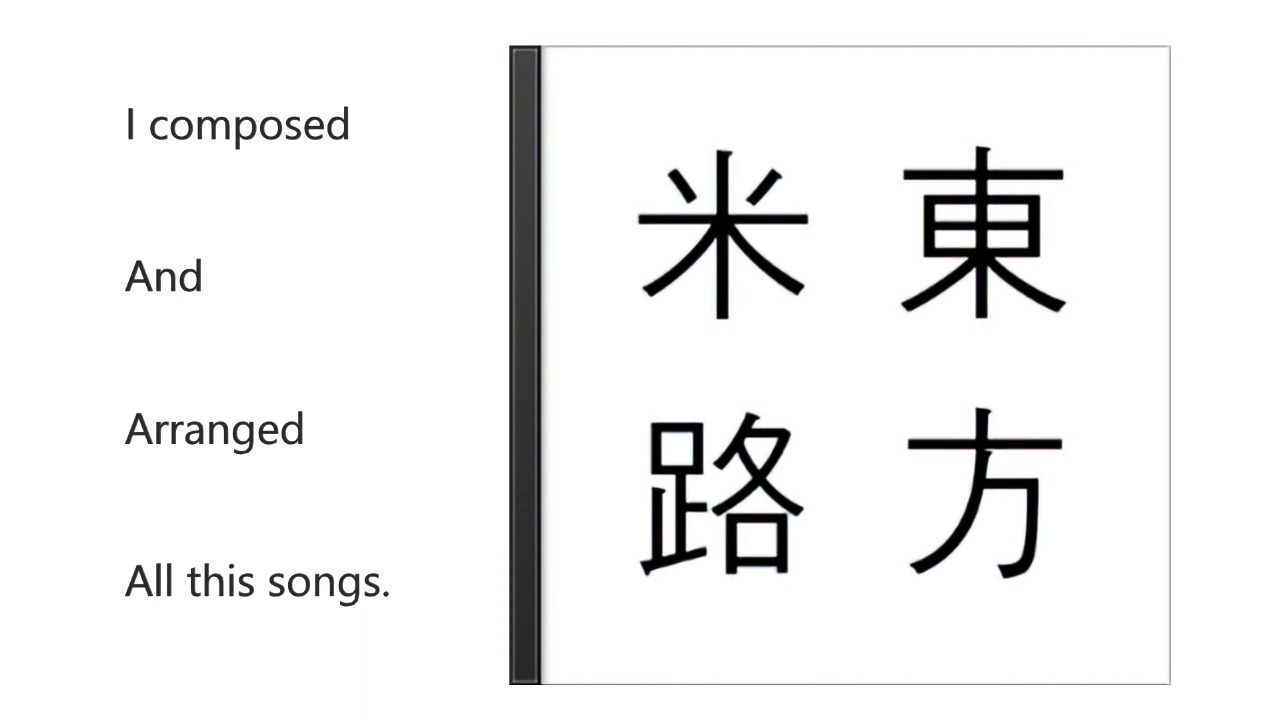 I composed
And
Arranged
All this songs.
東方
米路